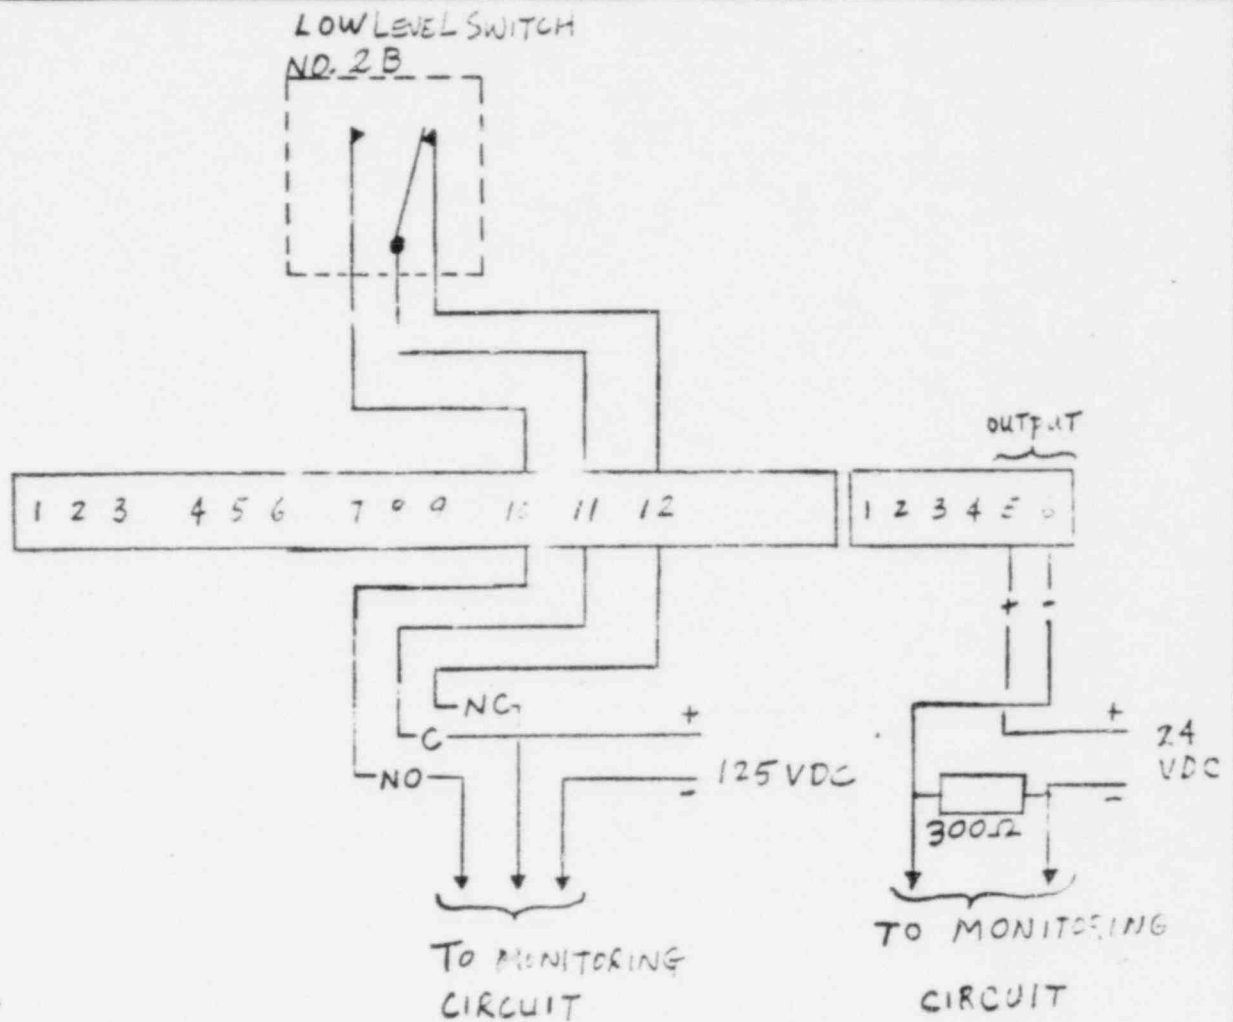 LOW LEVEL SWITCH
NO. 2B
OUTPUT
1 2 3 4 5 6 7 8 9 10 11 12
1 2 3 4 5 6
+ -
NC
+
C
NO
125 VDC
-
+
24
VDC
-
300Ω
TO MONITORING
CIRCUIT
TO MONITORING
CIRCUIT